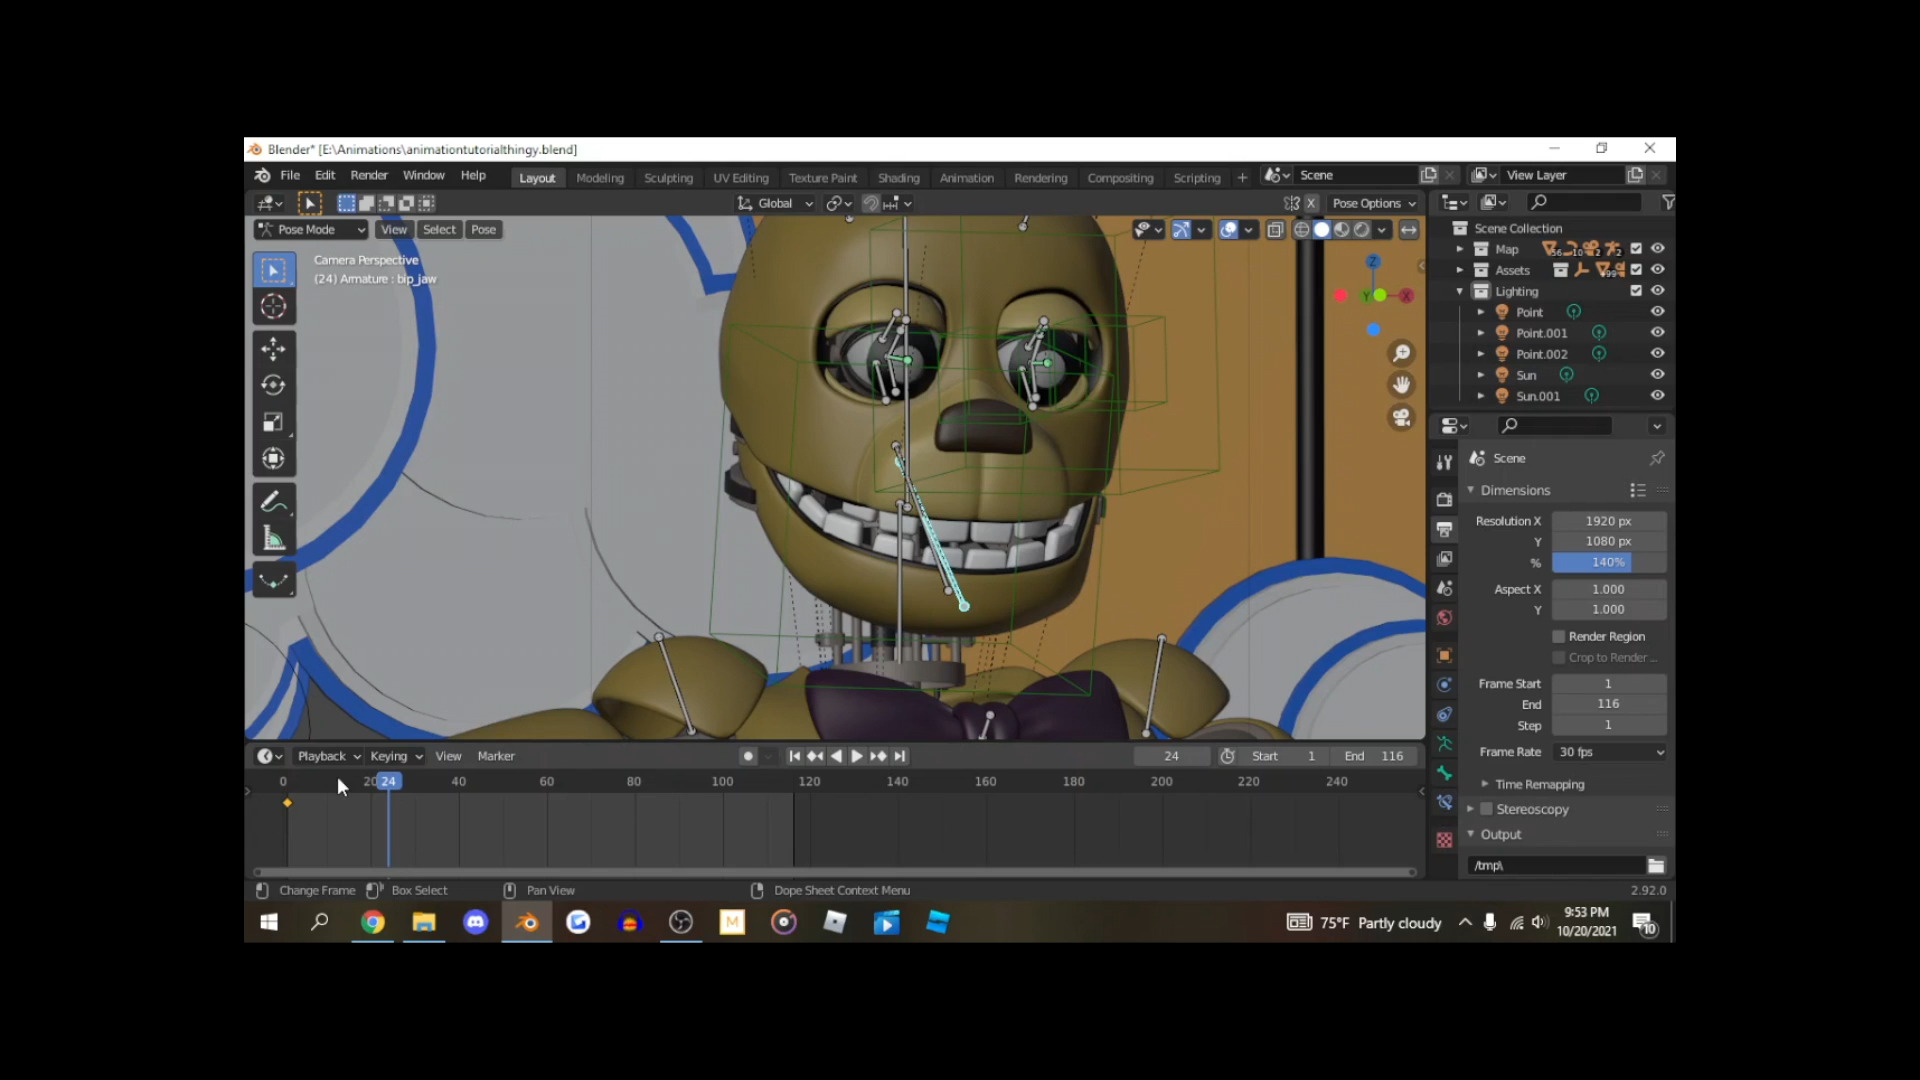 Blender* [E:\Animations\animationtutorialthingy.blend]
File Edit Render Window Help Layout Modeling Sculpting UV Editing Texture Paint Shading Animation Rendering Compositing Scripting + Scene View Layer
Global X Pose Options
Pose Mode View Select Pose
Scene Collection
Map
Assets
Lighting
Point
Point.001
Point.002
Sun
Sun.001
Camera Perspective
(24) Armature : bip_jaw
Z
Y X
Scene
Dimensions
Resolution X 1920 px
Y 1080 px
% 140%
Aspect X 1.000
Y 1.000
Render Region
Crop to Render ...
Frame Start 1
End 116
Step 1
Frame Rate 30 fps
Time Remapping
Stereoscopy
Output
/tmp\
Playback Keying View Marker 24 Start 1 End 116
0 20 24 40 60 80 100 120 140 160 180 200 220 240
Change Frame Box Select Pan View Dope Sheet Context Menu 2.92.0
M 75°F Partly cloudy 9:53 PM
10/20/2021 10